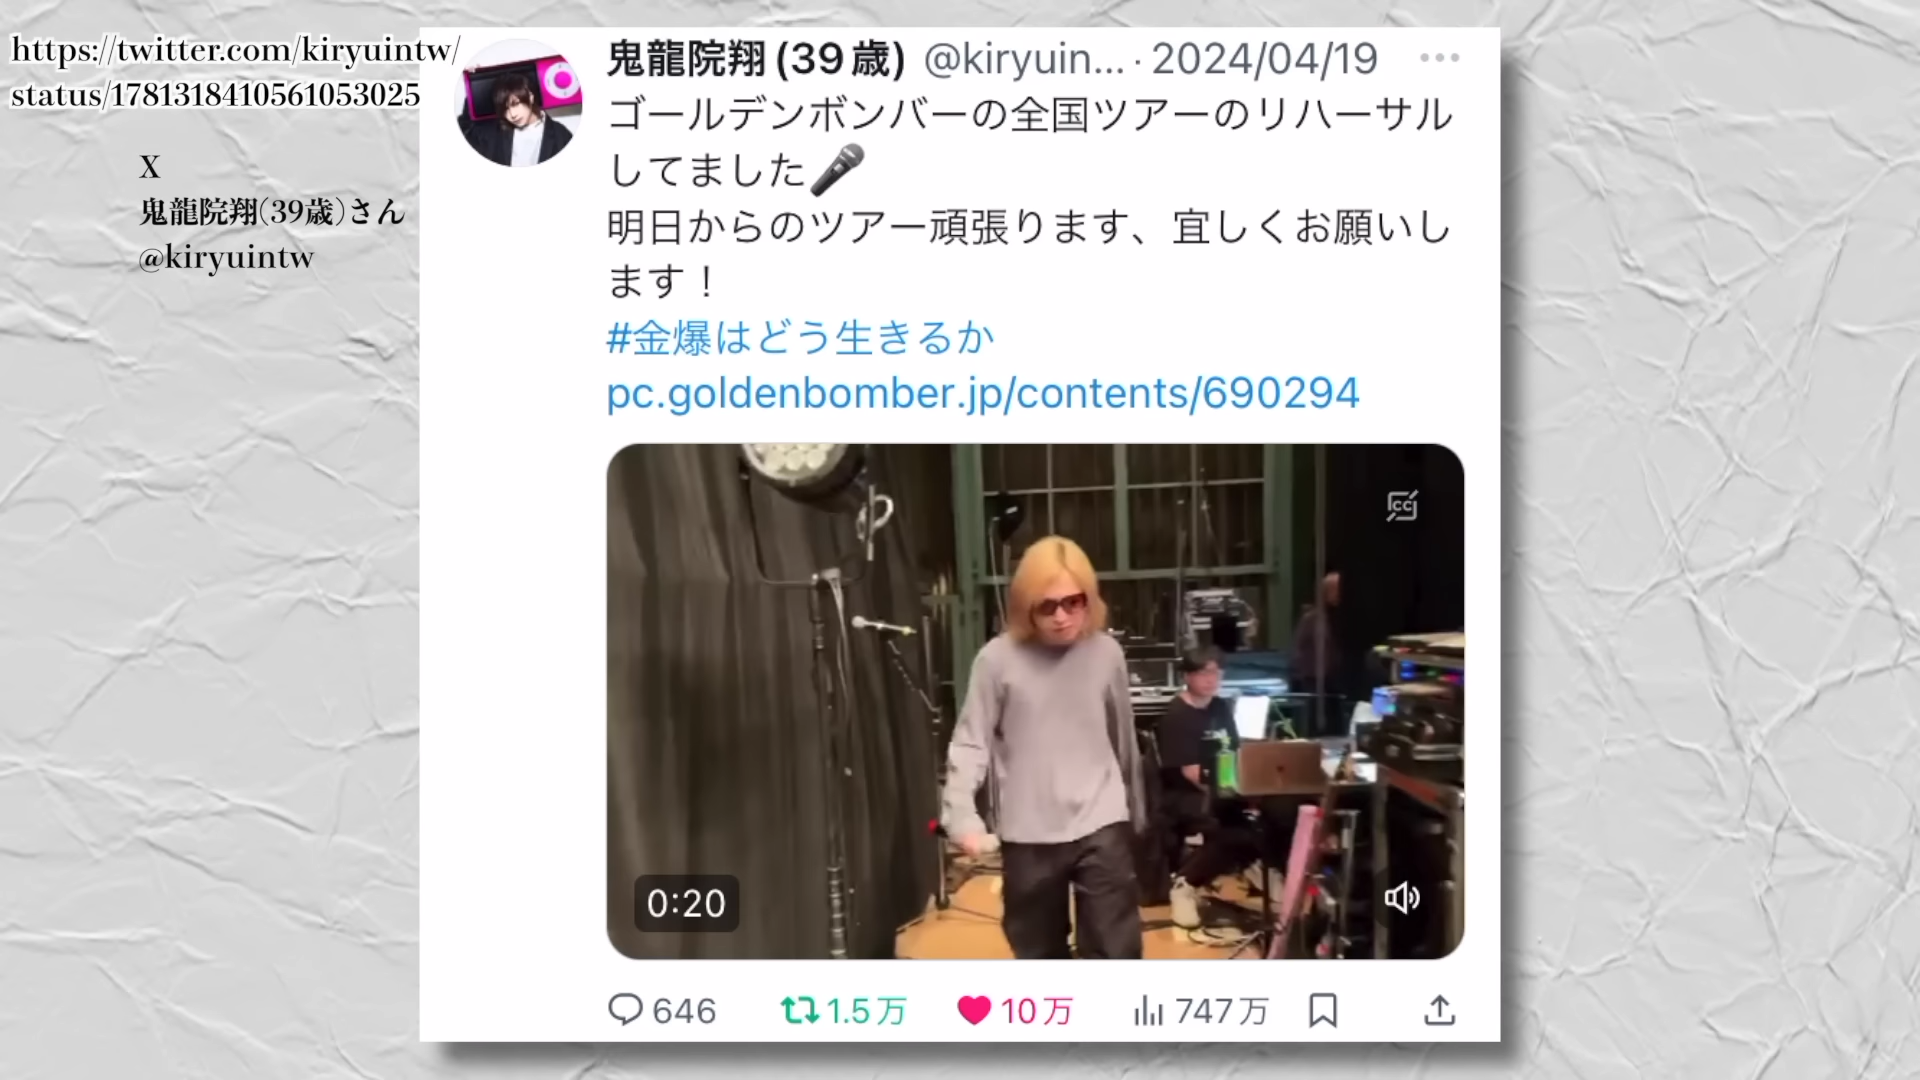 https://twitter.com/kiryuintw/
status/1781318410561053025
X
鬼龍院翔(39歳)さん
@kiryuintw
鬼龍院翔 (39歳) @kiryuin... · 2024/04/19
ゴールデンボンバーの全国ツアーのリハーサル
してました🎤
明日からのツアー頑張ります、宜しくお願いし
ます！
#金爆はどう生きるか
pc.goldenbomber.jp/contents/690294
CC
0:20
646 1.5万 10万 747万